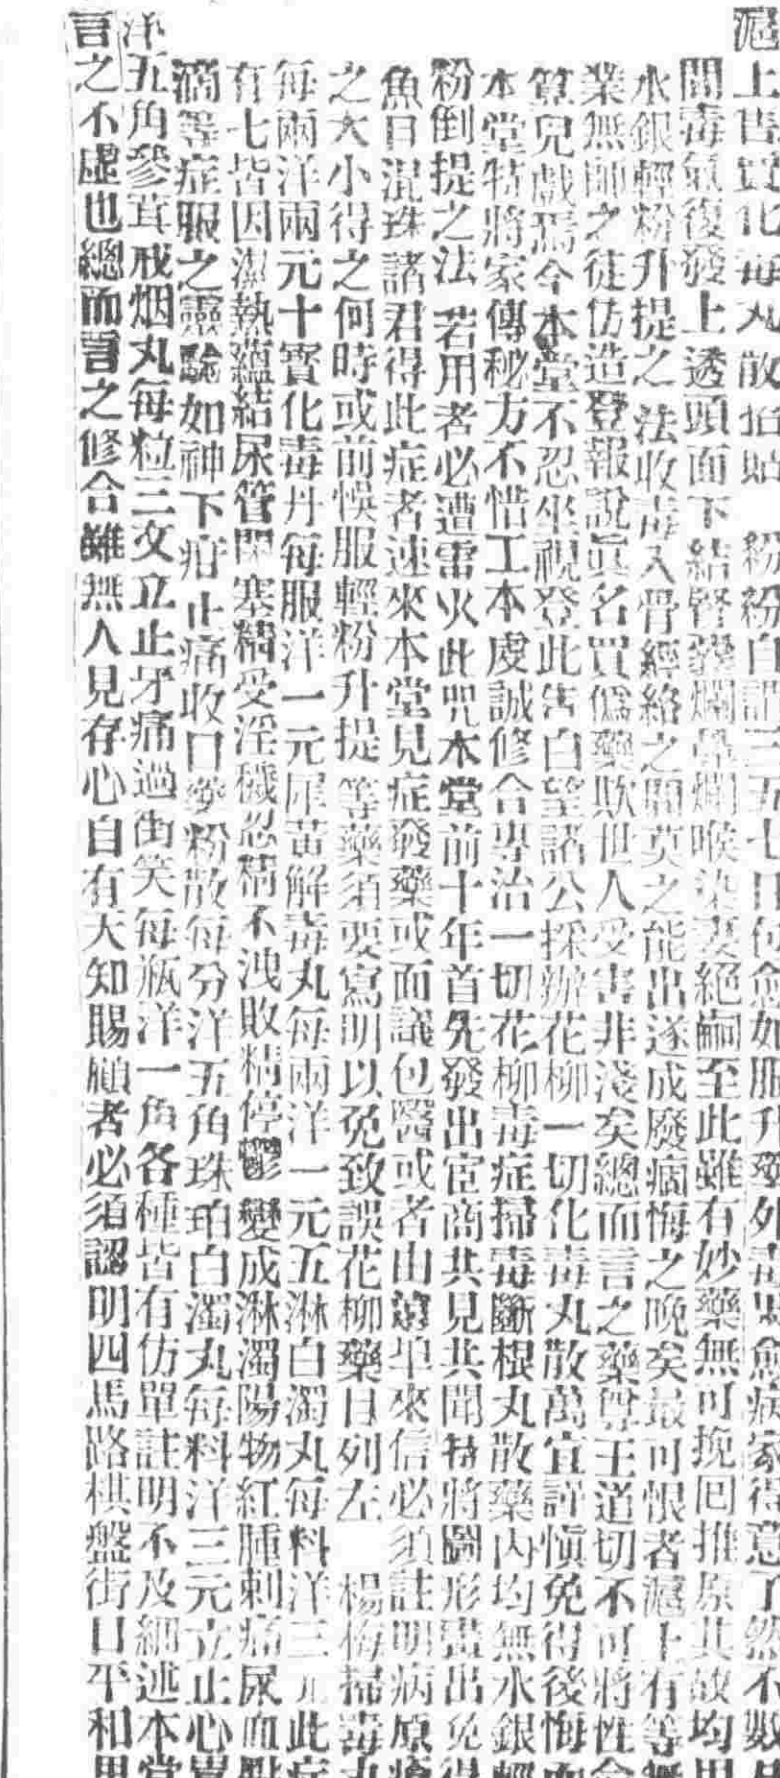 滬上售買化毒丸散招貼　紛紛自謂三五七日何愈如服升藥外毒果愈病家得意了然不數月
間毒氣復發上透頭面下結腎發爛鼻爛喉染妻絕嗣至此雖有妙藥無可挽回推原其故均用
水銀輕粉升提之法收毒入骨經絡之間莫之能出遂成廢痼悔之晚矣最可恨者滬上有等無
業無師之徒仿造登報說眞名買僞藥欺世人受害非淺矣總而言之藥尊王道切不可將性命
算兒戲焉今本堂不忍坐視登此告白望諸公採辦花柳一切化毒丸散萬宜詳愼免得後悔
本堂特將家傳秘方不惜工本虔誠修合專治一切花柳毒症掃毒斷根丸散藥內均無水銀輕
粉倒提之法若用者必遭雷火此咒本堂前十年首先發出宦商共見共聞特將圖形畫出免得
魚目混珠諸君得此症者速來本堂見症發藥或面議包醫或者由資埠來信必須註明病原
之大小得之何時或前悞服輕粉升提等藥須要寫明以免致誤花柳藥目列左　楊梅掃毒丸
每兩洋兩元十寳化毒丹每服洋一元犀黃解毒丸每兩洋一元五淋白濁丸每料洋三元此症
有七皆因濕熱蘊結尿管閉塞精受淫穢忍精不洩敗精停鬱變成淋濁陽物紅腫刺痛尿血
滴等症服之靈驗如神下疳止痛收口藥粉散每分洋五角珠珀白濁丸每料洋三元立止心胃
洋五角參茸戒烟丸每粒三文立止牙痛過街笑每瓶洋一角各種皆有仿單註明不及細述本堂
言之不虛也總而言之修合雖無人見存心自有天知賜顧者必須認明四馬路棋盤街口平和里